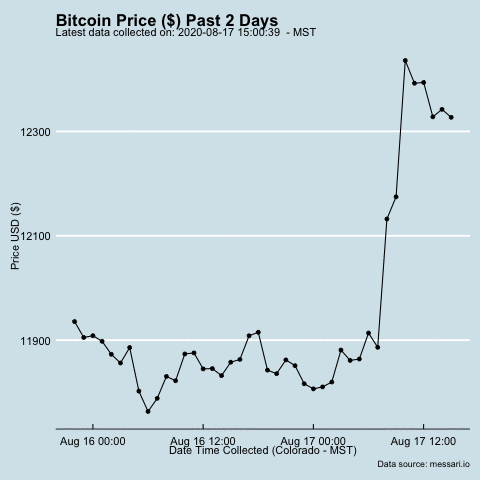 Bitcoin Price ($) Past 2 Days
Latest data collected on: 2020-08-17 15:00:39  - MST
12300
12100
11900
Price USD ($)
Aug 16 00:00 Aug 16 12:00 Aug 17 00:00 Aug 17 12:00
Date Time Collected (Colorado - MST)
Data source: messari.io